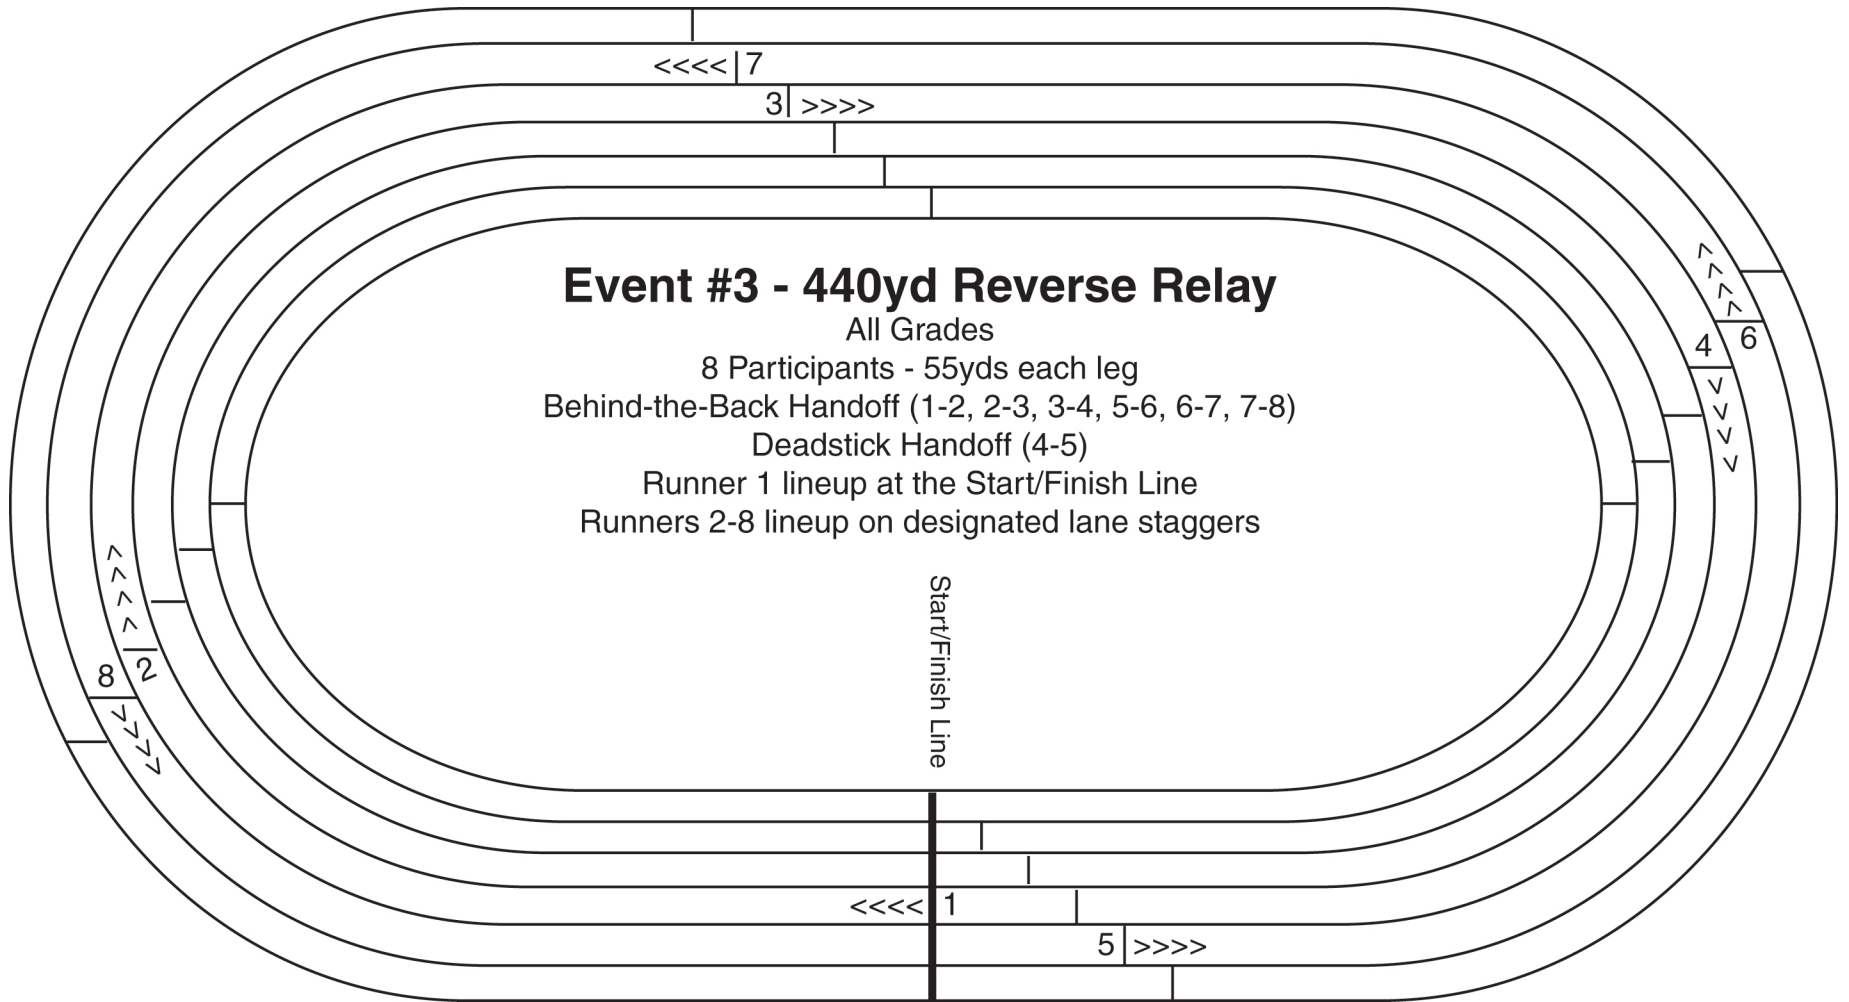 <<<< 7
3 >>>>
Event #3 - 440yd Reverse Relay
All Grades
8 Participants - 55yds each leg
Behind-the-Back Handoff (1-2, 2-3, 3-4, 5-6, 6-7, 7-8)
Deadstick Handoff (4-5)
Runner 1 lineup at the Start/Finish Line
Runners 2-8 lineup on designated lane staggers
>>>>
6
4
>>>>
>>>>
2
8
>>>>
Start/Finish Line
<<<< 1
5 >>>>